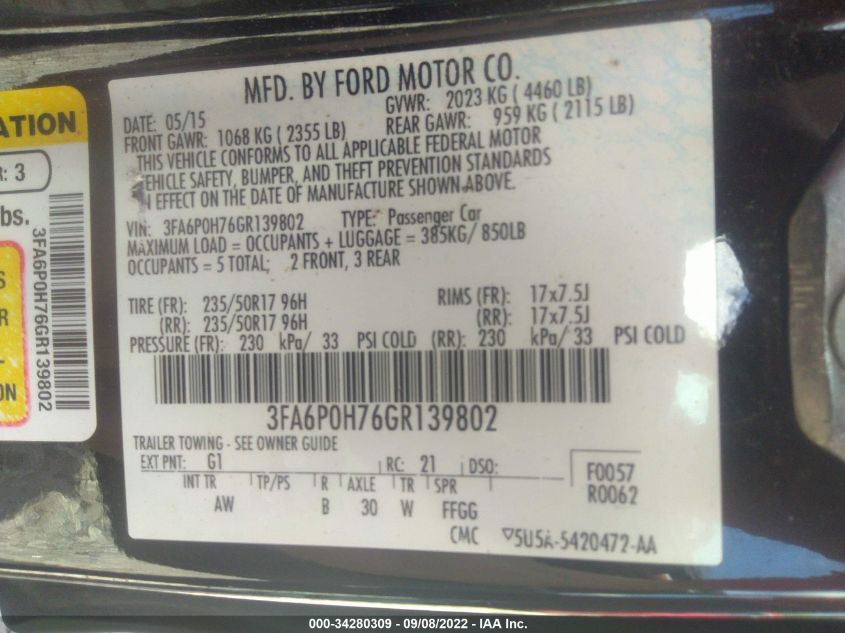 MFD. BY FORD MOTOR CO.
DATE: 05/15
GVWR: 2023 KG ( 4460 LB)
FRONT GAWR: 1068 KG ( 2355 LB)
REAR GAWR: 959 KG ( 2115 LB)
THIS VEHICLE CONFORMS TO ALL APPLICABLE FEDERAL MOTOR
VEHICLE SAFETY, BUMPER, AND THEFT PREVENTION STANDARDS
IN EFFECT ON THE DATE OF MANUFACTURE SHOWN ABOVE.
VIN: 3FA6P0H76GR139802 TYPE: Passenger Car
MAXIMUM LOAD = OCCUPANTS + LUGGAGE = 385KG/ 850LB
OCCUPANTS = 5 TOTAL; 2 FRONT, 3 REAR
TIRE (FR): 235/50R17 96H RIMS (FR): 17x7.5J
(RR): 235/50R17 96H (RR): 17x7.5J
PRESSURE (FR): 230 kPa/ 33 PSI COLD (RR): 230 kPa/ 33 PSI COLD
3FA6P0H76GR139802
TRAILER TOWING - SEE OWNER GUIDE
EXT PNT: G1 RC: 21 DSO:
F0057
R0062
INT TR TP/PS R AXLE TR SPR
AW B 30 W FFGG
CMC ▽5U5A-5420472-AA
ATION
R: 3
lbs.
3FA6P0H76GR139802
S
R
L-
ON
000-34280309 - 09/08/2022 - IAA Inc.